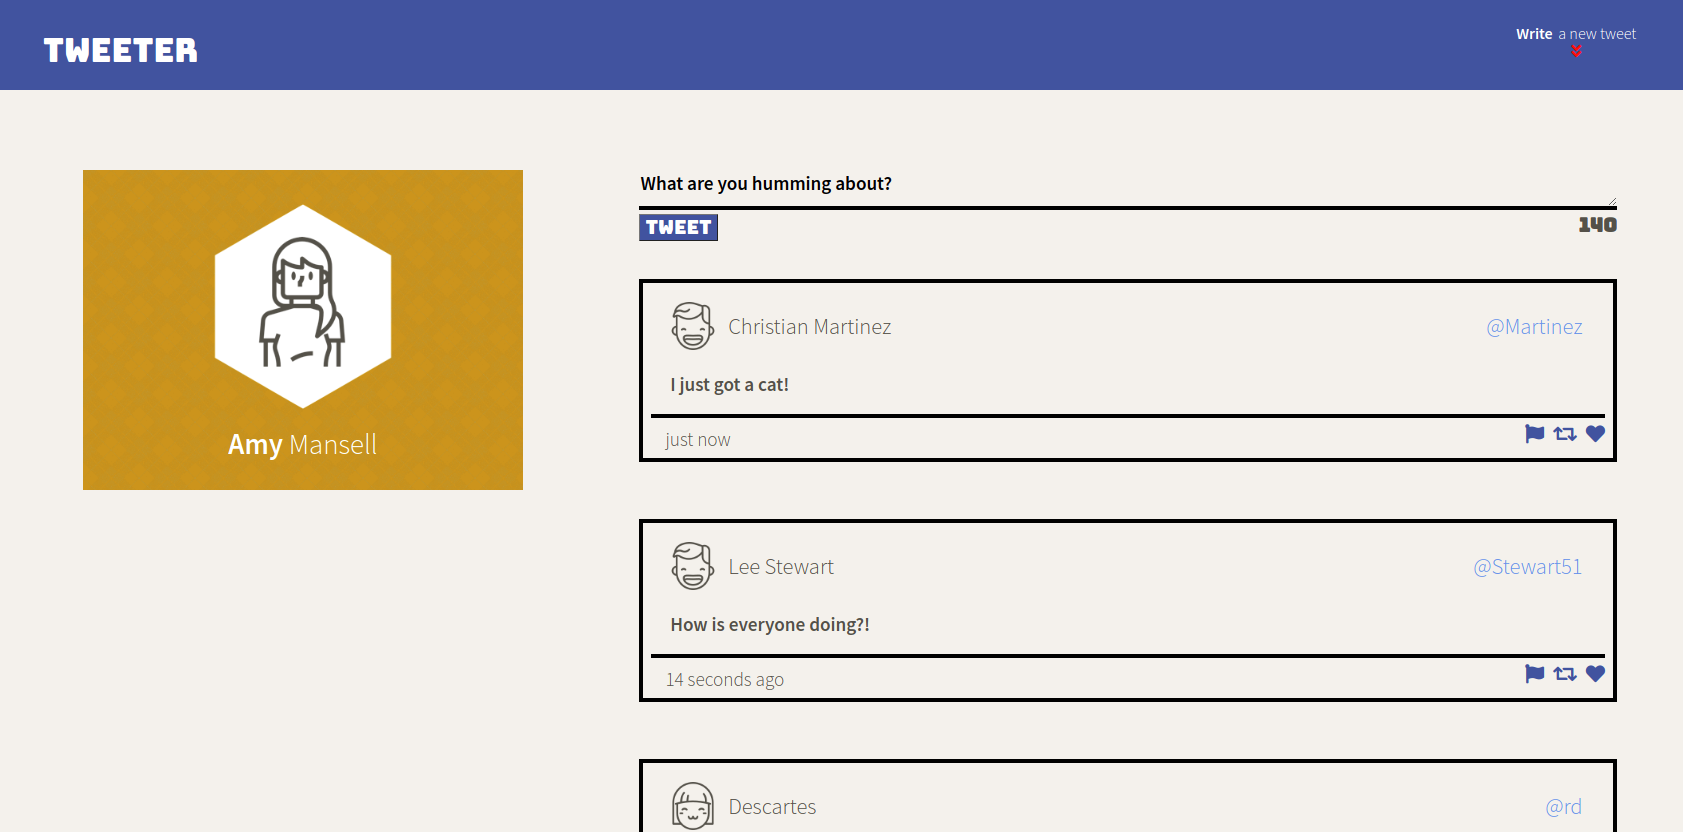 TWEETER
Write a new tweet
Amy Mansell
What are you humming about?
TWEET
140
Christian Martinez
@Martinez
I just got a cat!
just now
Lee Stewart
@Stewart51
How is everyone doing?!
14 seconds ago
Descartes
@rd